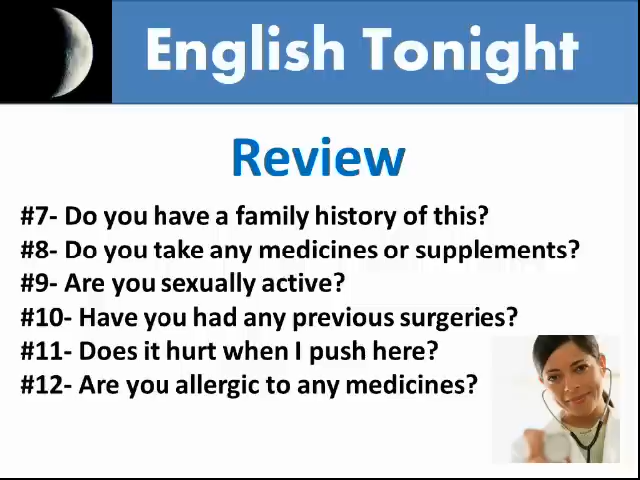 English Tonight
Review
#7- Do you have a family history of this?
#8- Do you take any medicines or supplements?
#9- Are you sexually active?
#10- Have you had any previous surgeries?
#11- Does it hurt when I push here?
#12- Are you allergic to any medicines?